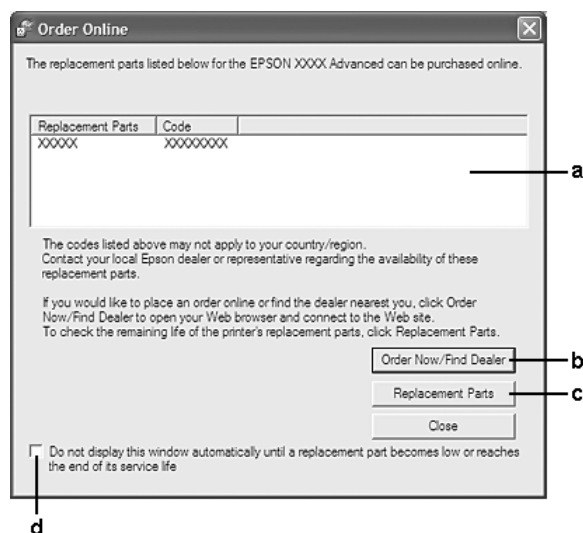 Order Online
The replacement parts listed below for the EPSON XXXX Advanced can be purchased online.
Replacement Parts Code
XXXXX XXXXXXXX
a
The codes listed above may not apply to your country/region.
Contact your local Epson dealer or representative regarding the availability of these
replacement parts.
If you would like to place an order online or find the dealer nearest you, click Order
Now/Find Dealer to open your Web browser and connect to the Web site.
To check the remaining life of the printer's replacement parts, click Replacement Parts.
Order Now/Find Dealer
b
Replacement Parts
c
Close
Do not display this window automatically until a replacement part becomes low or reaches
the end of its service life
d